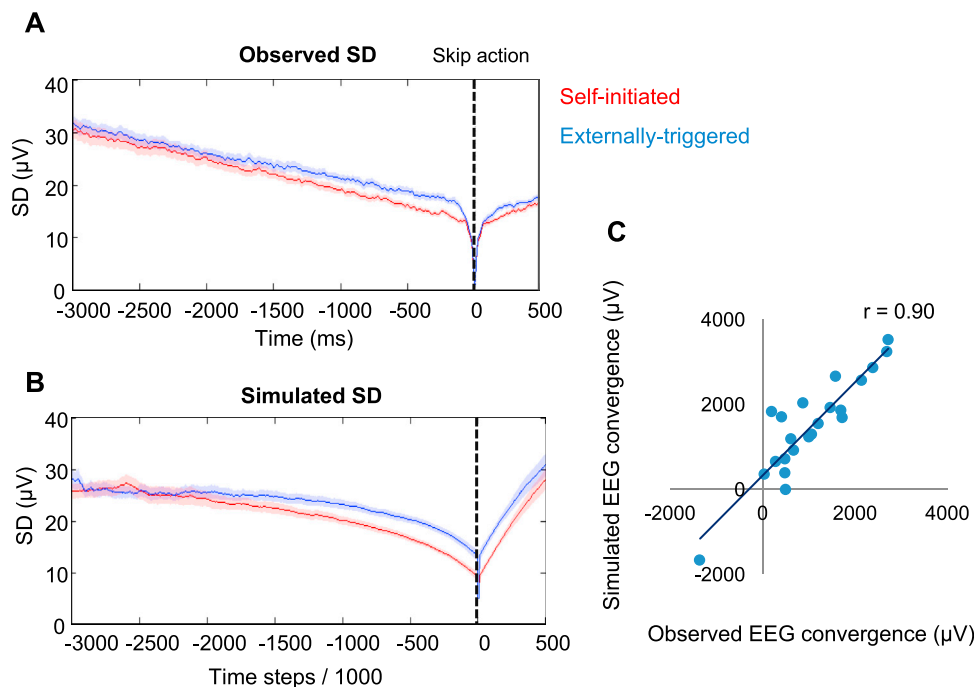 A
Observed SD
Skip action
Self-initiated
Externally-triggered
SD (µV)
40
30
20
10
0
-3000 -2500 -2000 -1500 -1000 -500 0 500
Time (ms)
B
Simulated SD
SD (µV)
40
30
20
10
0
-3000 -2500 -2000 -1500 -1000 -500 0 500
Time steps / 1000
C
r = 0.90
Simulated EEG convergence (µV)
4000
2000
0
-2000
-2000 0 2000 4000
Observed EEG convergence (µV)